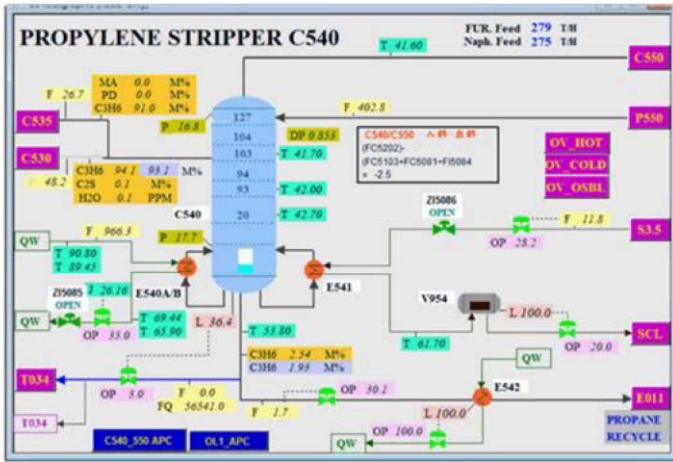 PROPYLENE STRIPPER C540
FUR. Feed 279 T/H
Naph. Feed 275 T/H
T 41.60
C550
MA 0.0 M%
F 26.7
PD 0.0 M%
C3H6 91.0 M%
127
F 402.8
C535
P 16.8
P550
104
DP 0.853
C540/C550 入料-出料
(FC5202)-
(FC5103+FC5081+FI5084
= -2.5
OV_HOT
C530
103
T 41.70
OV_COLD
C3H6 94.1 93.1 M%
94
48.2
C2S 0.1 M%
93
T 42.00
OV_OSBL
H2O 0.1 PPM
C540
20
T 42.70
ZI5086
OPEN
F 11.8
F 966.3
P 17.7
S3.5
QW
OP 28.2
T 90.80
T 89.45
E541
ZI5085
OPEN
26.16
E540A/B
V954
L 100.0
QW
T 69.44
L 36.4
OP 35.0
T 65.90
T 53.80
T 61.70
OP 20.0
SCL
C3H6 2.54 M%
C3H6 1.93 M%
QW
T034
OP 3.0
F 0.0
OP 30.1
E542
FQ 56541.0
F 1.7
L 100.0
E011
T034
PROPANE
RECYCLE
C540_550 APC
OL1_APC
QW
OP 100.0